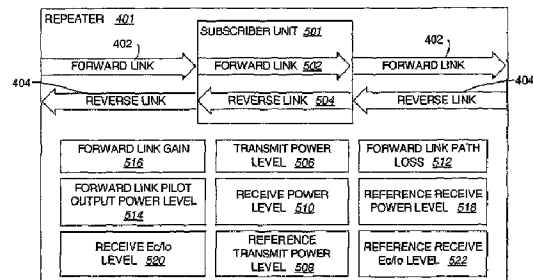 REPEATER 401
SUBSCRIBER UNIT 501
402
402
FORWARD LINK
FORWARD LINK 502
FORWARD LINK
404
404
REVERSE LINK
REVERSE LINK 504
REVERSE LINK
FORWARD LINK GAIN
516
TRANSMIT POWER
LEVEL 506
FORWARD LINK PATH
LOSS 512
FORWARD LINK PILOT
OUTPUT POWER LEVEL
514
RECEIVE POWER
LEVEL 510
REFERENCE RECEIVE
POWER LEVEL 518
RECEIVE Ec/Io
LEVEL 520
REFERENCE
TRANSMIT POWER
LEVEL 508
REFERENCE RECEIVE
Ec/Io LEVEL 522